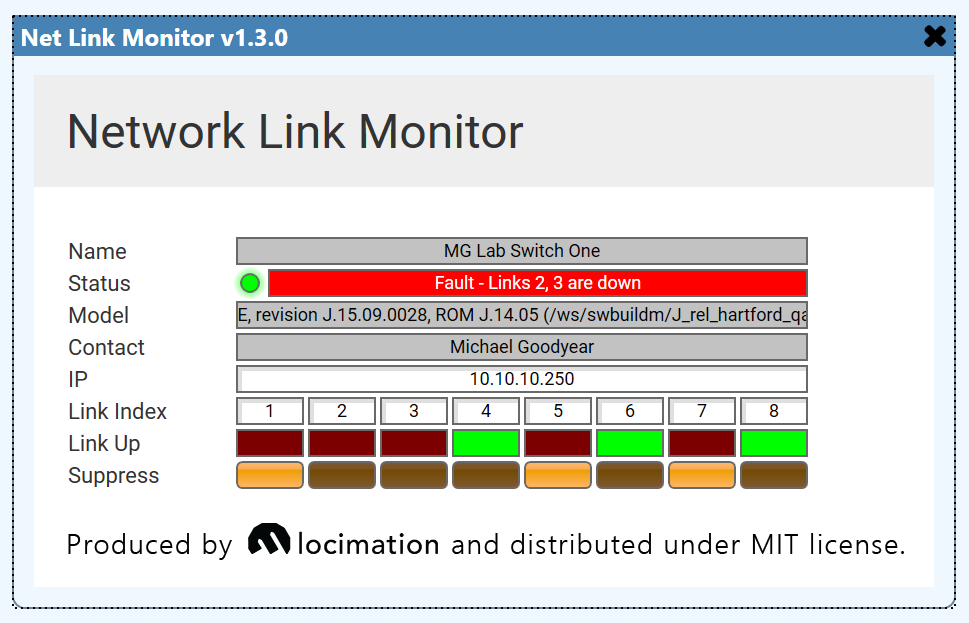 Net Link Monitor v1.3.0
Network Link Monitor
Name MG Lab Switch One
Status Fault - Links 2, 3 are down
Model E, revision J.15.09.0028, ROM J.14.05 (/ws/swbuildm/J_rel_hartford_qa
Contact Michael Goodyear
IP 10.10.10.250
Link Index 1 2 3 4 5 6 7 8
Link Up
Suppress
Produced by locimation and distributed under MIT license.